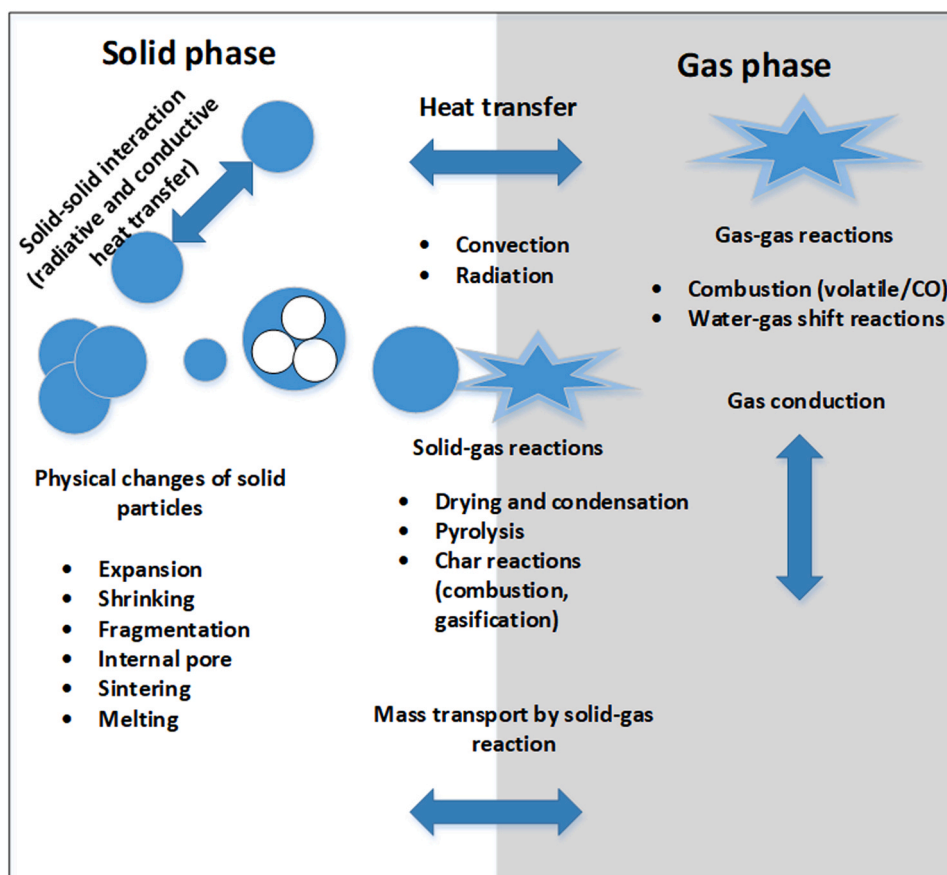 Solid phase
Gas phase
Solid-solid interaction
(radiative and conductive
heat transfer)
Heat transfer
• Convection
• Radiation
Gas-gas reactions
• Combustion (volatile/CO)
• Water-gas shift reactions
Gas conduction
Solid-gas reactions
• Drying and condensation
• Pyrolysis
• Char reactions
(combustion,
gasification)
Physical changes of solid
particles
• Expansion
• Shrinking
• Fragmentation
• Internal pore
• Sintering
• Melting
Mass transport by solid-gas
reaction